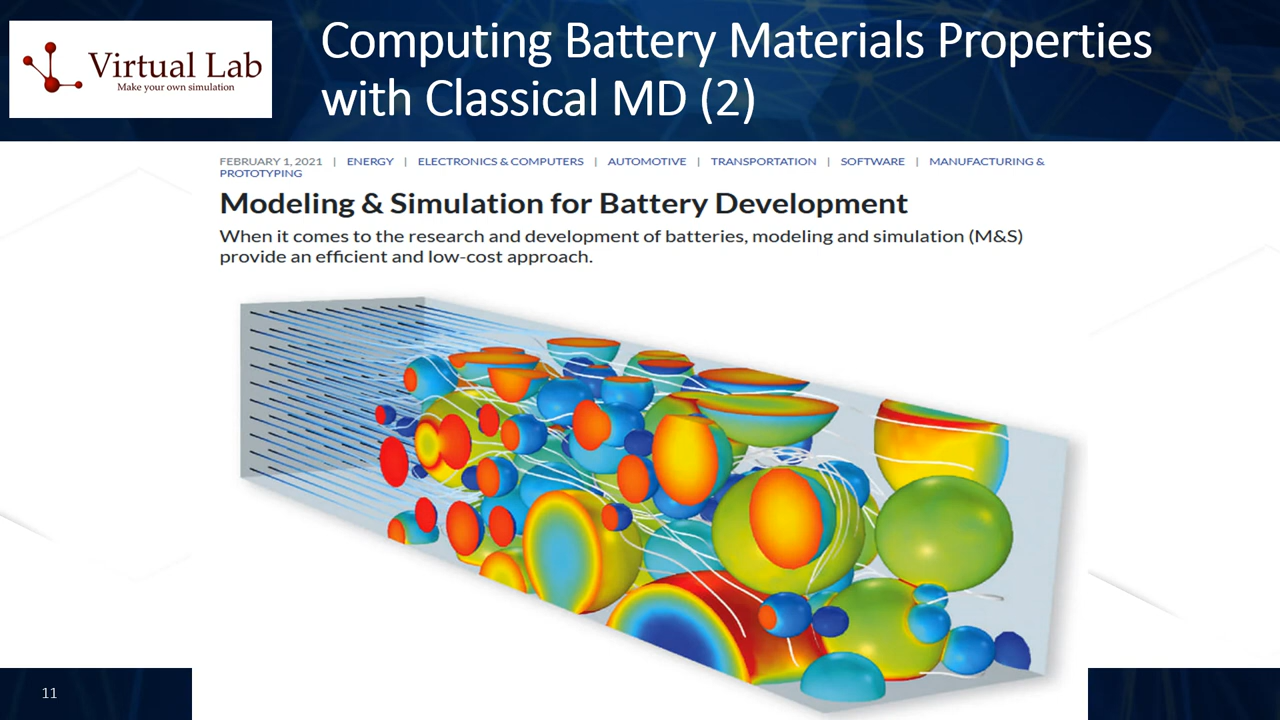 Virtual Lab
Make your own simulation
Computing Battery Materials Properties
with Classical MD (2)
FEBRUARY 1, 2021 | ENERGY | ELECTRONICS & COMPUTERS | AUTOMOTIVE | TRANSPORTATION | SOFTWARE | MANUFACTURING &
PROTOTYPING
Modeling & Simulation for Battery Development
When it comes to the research and development of batteries, modeling and simulation (M&S)
provide an efficient and low-cost approach.
11